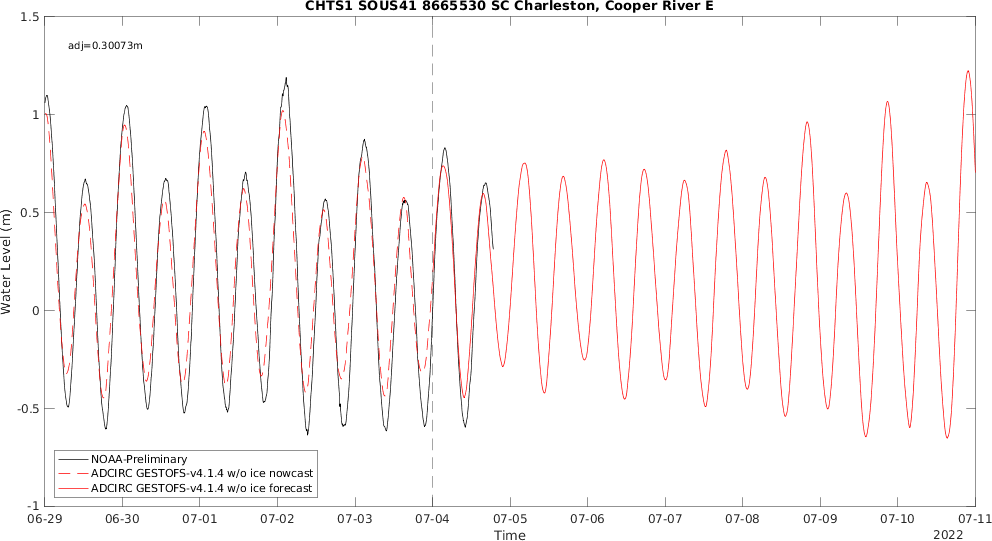 CHTS1 SOUS41 8665530 SC Charleston, Cooper River E
1.5
adj=0.30073m
1
0.5
0
-0.5
-1
Water Level (m)
NOAA-Preliminary
ADCIRC GESTOFS-v4.1.4 w/o ice nowcast
ADCIRC GESTOFS-v4.1.4 w/o ice forecast
06-29 06-30 07-01 07-02 07-03 07-04 07-05 07-06 07-07 07-08 07-09 07-10 07-11
Time
2022